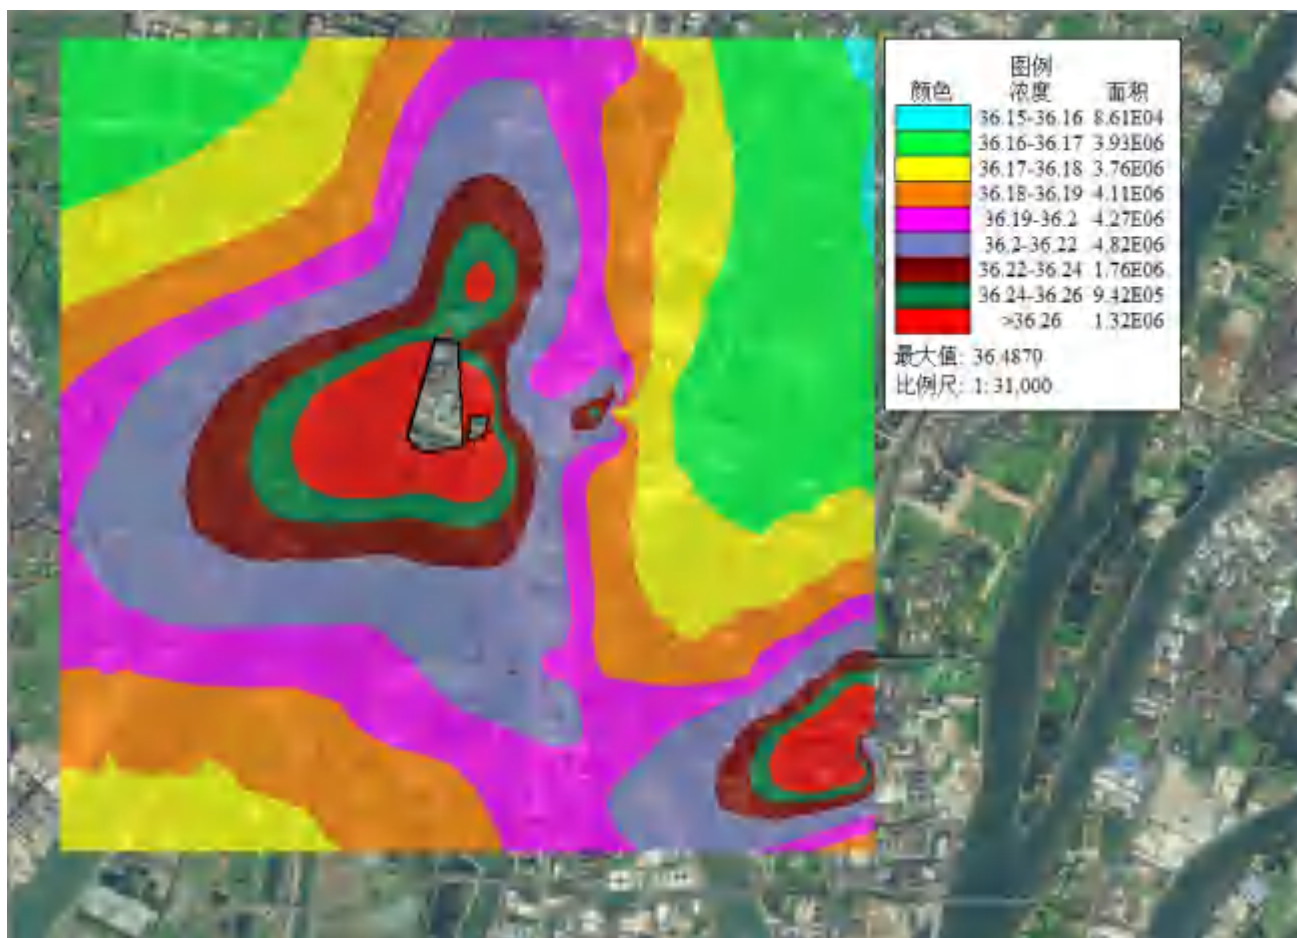 图例
颜色 浓度 面积
36.15-36.16 8.61E04
36.16-36.17 3.93E06
36.17-36.18 3.76E06
36.18-36.19 4.11E06
36.19-36.2 4.27E06
36.2-36.22 4.82E06
36.22-36.24 1.76E06
36.24-36.26 9.42E05
>36.26 1.32E06
最大值: 36.4870
比例尺: 1: 31,000